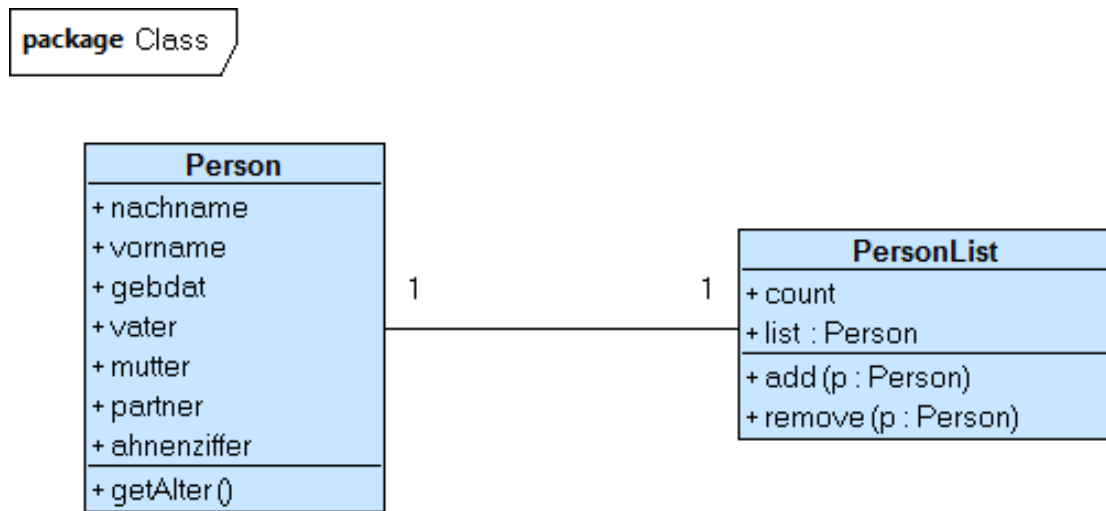 package Class
Person
+ nachname
+ vorname
+ gebdat
+ vater
+ mutter
+ partner
+ ahnenziffer
+ getAlter ()
1
1
PersonList
+ count
+ list : Person
+ add (p : Person)
+ remove (p : Person)